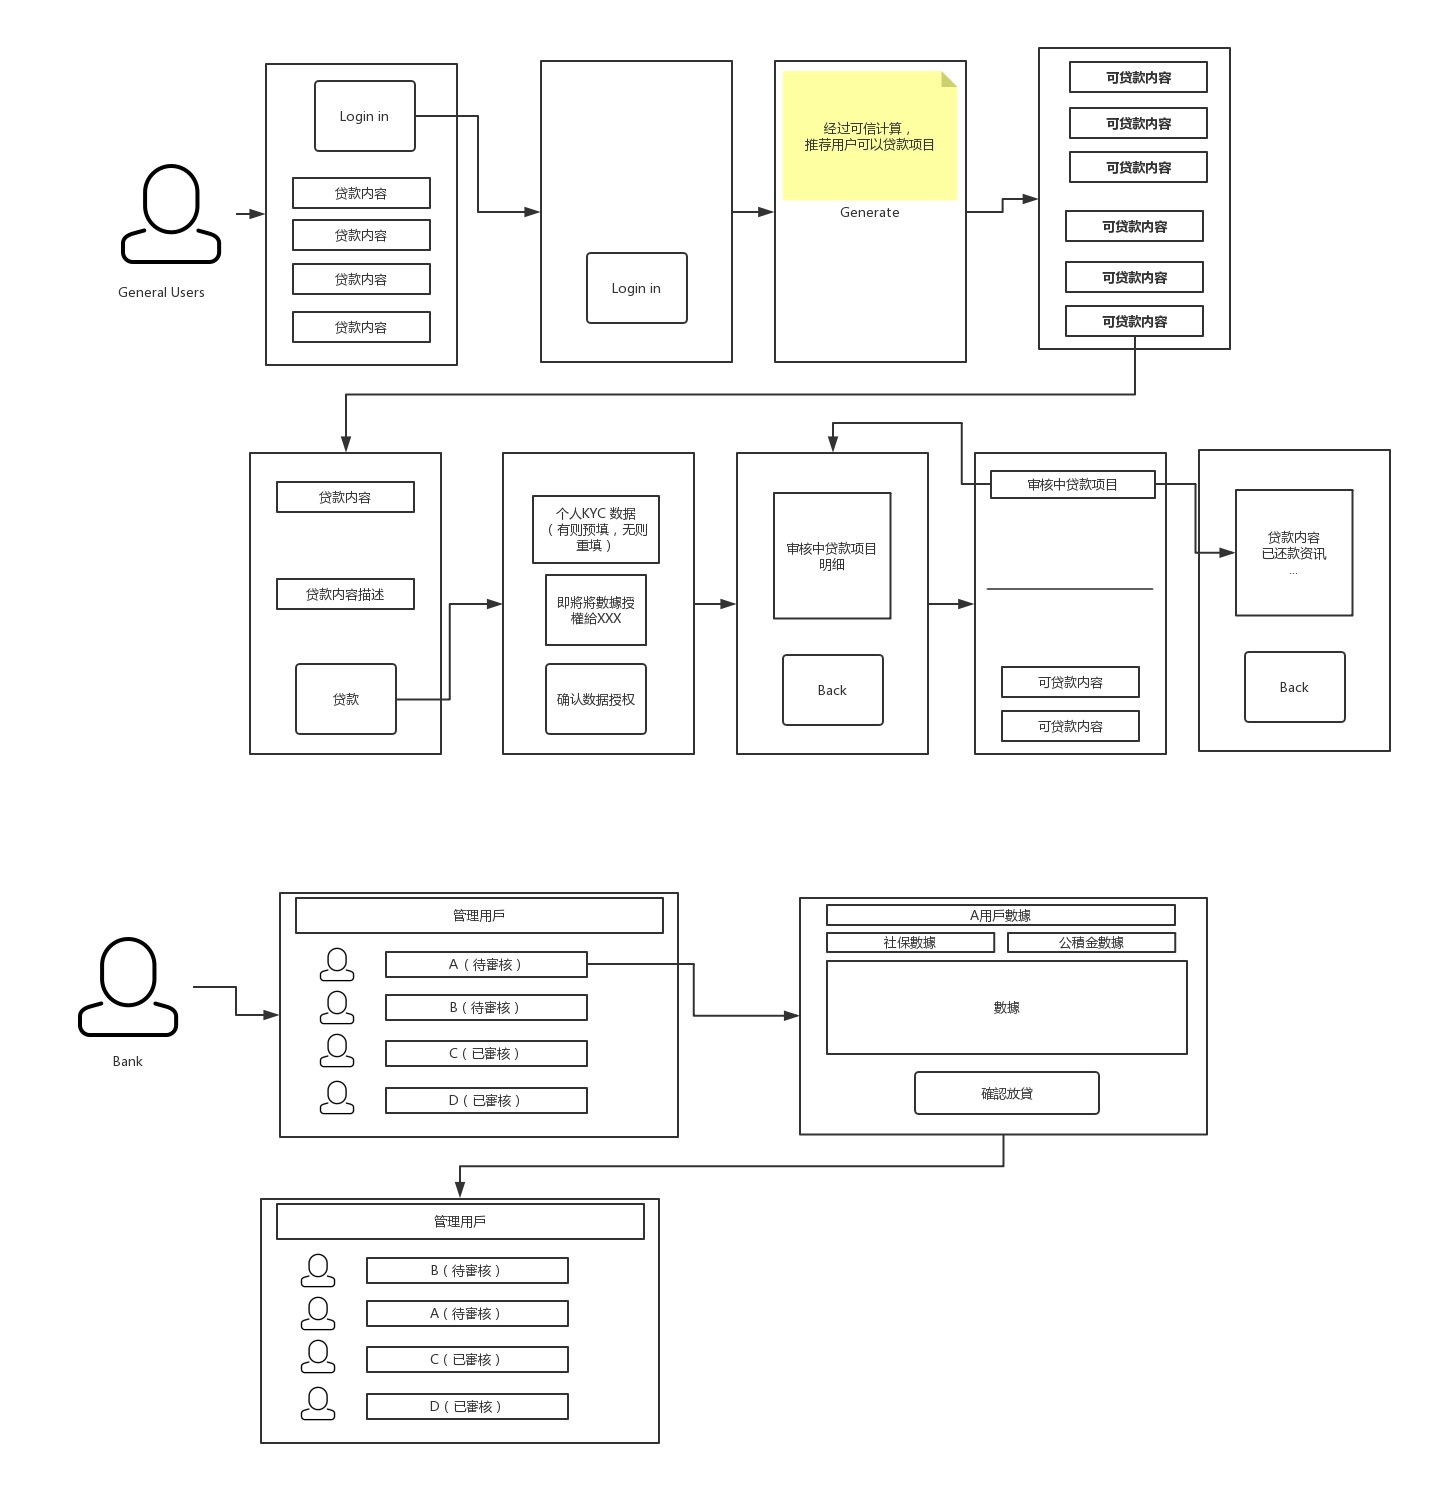 Login in
贷款内容
贷款内容
贷款内容
贷款内容
General Users
Login in
经过可信计算，
推荐用户可以贷款项目
Generate
可贷款内容
可贷款内容
可贷款内容
可贷款内容
可贷款内容
可贷款内容
贷款内容
贷款内容描述
贷款
个人KYC 数据
（有则预填，无则
重填）
即將將數據授
權給XXX
确认数据授权
审核中贷款项目
明细
Back
审核中贷款项目
可贷款内容
可贷款内容
贷款内容
已还款资讯
...
Back
Bank
管理用戶
A（待審核）
B（待審核）
C（已審核）
D（已審核）
A用戶數據
社保數據
公積金數據
數據
確認放貸
管理用戶
B（待審核）
A（待審核）
C（已審核）
D（已審核）